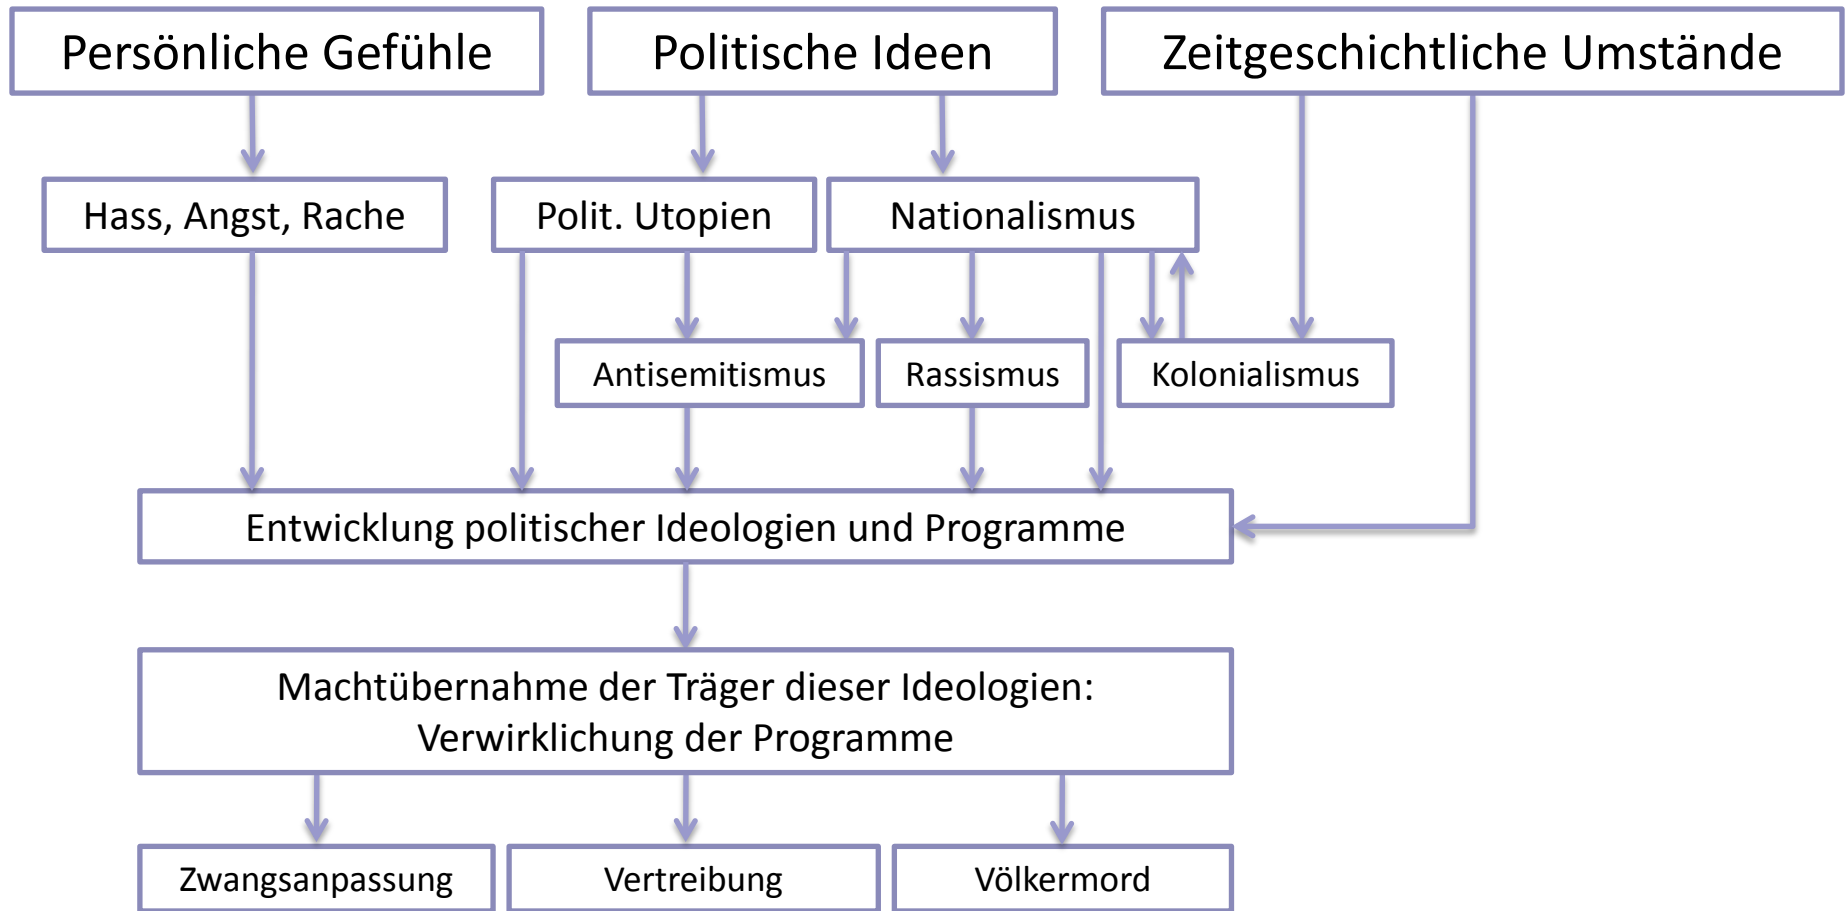 Persönliche Gefühle
Politische Ideen
Zeitgeschichtliche Umstände
Hass, Angst, Rache
Polit. Utopien
Nationalismus
Antisemitismus
Rassismus
Kolonialismus
Entwicklung politischer Ideologien und Programme
Machtübernahme der Träger dieser Ideologien:
Verwirklichung der Programme
Zwangsanpassung
Vertreibung
Völkermord